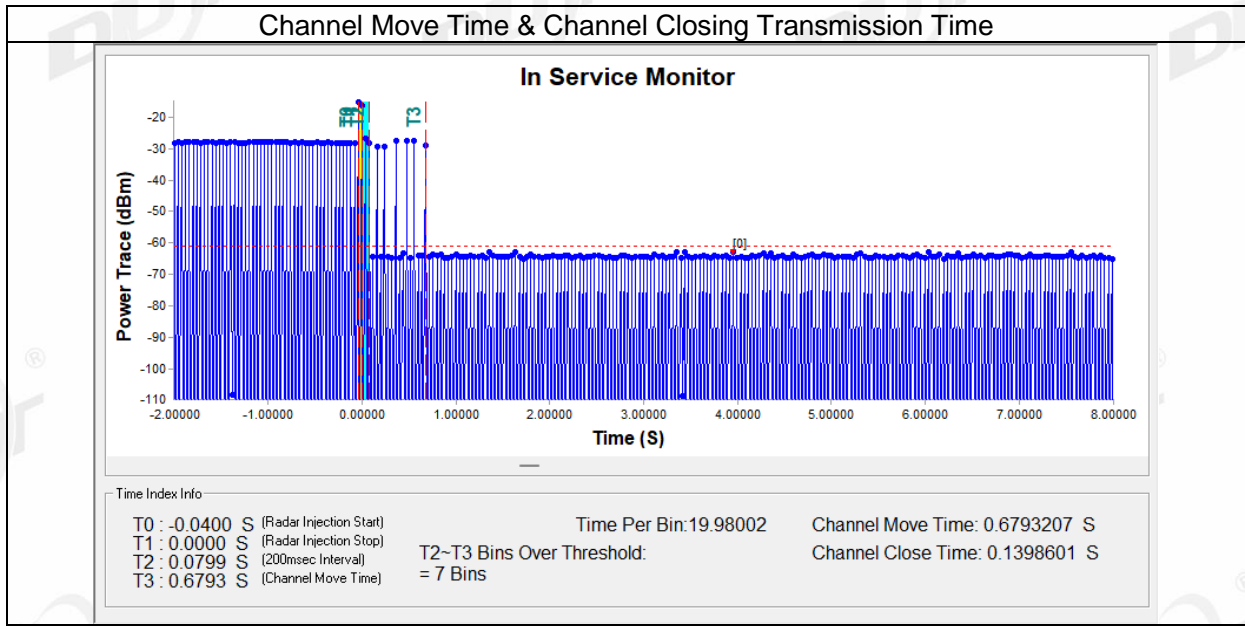 Channel Move Time & Channel Closing Transmission Time
In Service Monitor
T3
[0]
-20
-30
-40
-50
-60
-70
-80
-90
-100
-110
Power Trace (dBm)
-2.00000 -1.00000 0.00000 1.00000 2.00000 3.00000 4.00000 5.00000 6.00000 7.00000 8.00000
Time (S)
Time Index Info
T0 : -0.0400 S (Radar Injection Start)
T1 : 0.0000 S (Radar Injection Stop)
T2 : 0.0799 S (200msec Interval)
T3 : 0.6793 S (Channel Move Time)
Time Per Bin:19.98002
T2~T3 Bins Over Threshold:
= 7 Bins
Channel Move Time: 0.6793207 S
Channel Close Time: 0.1398601 S